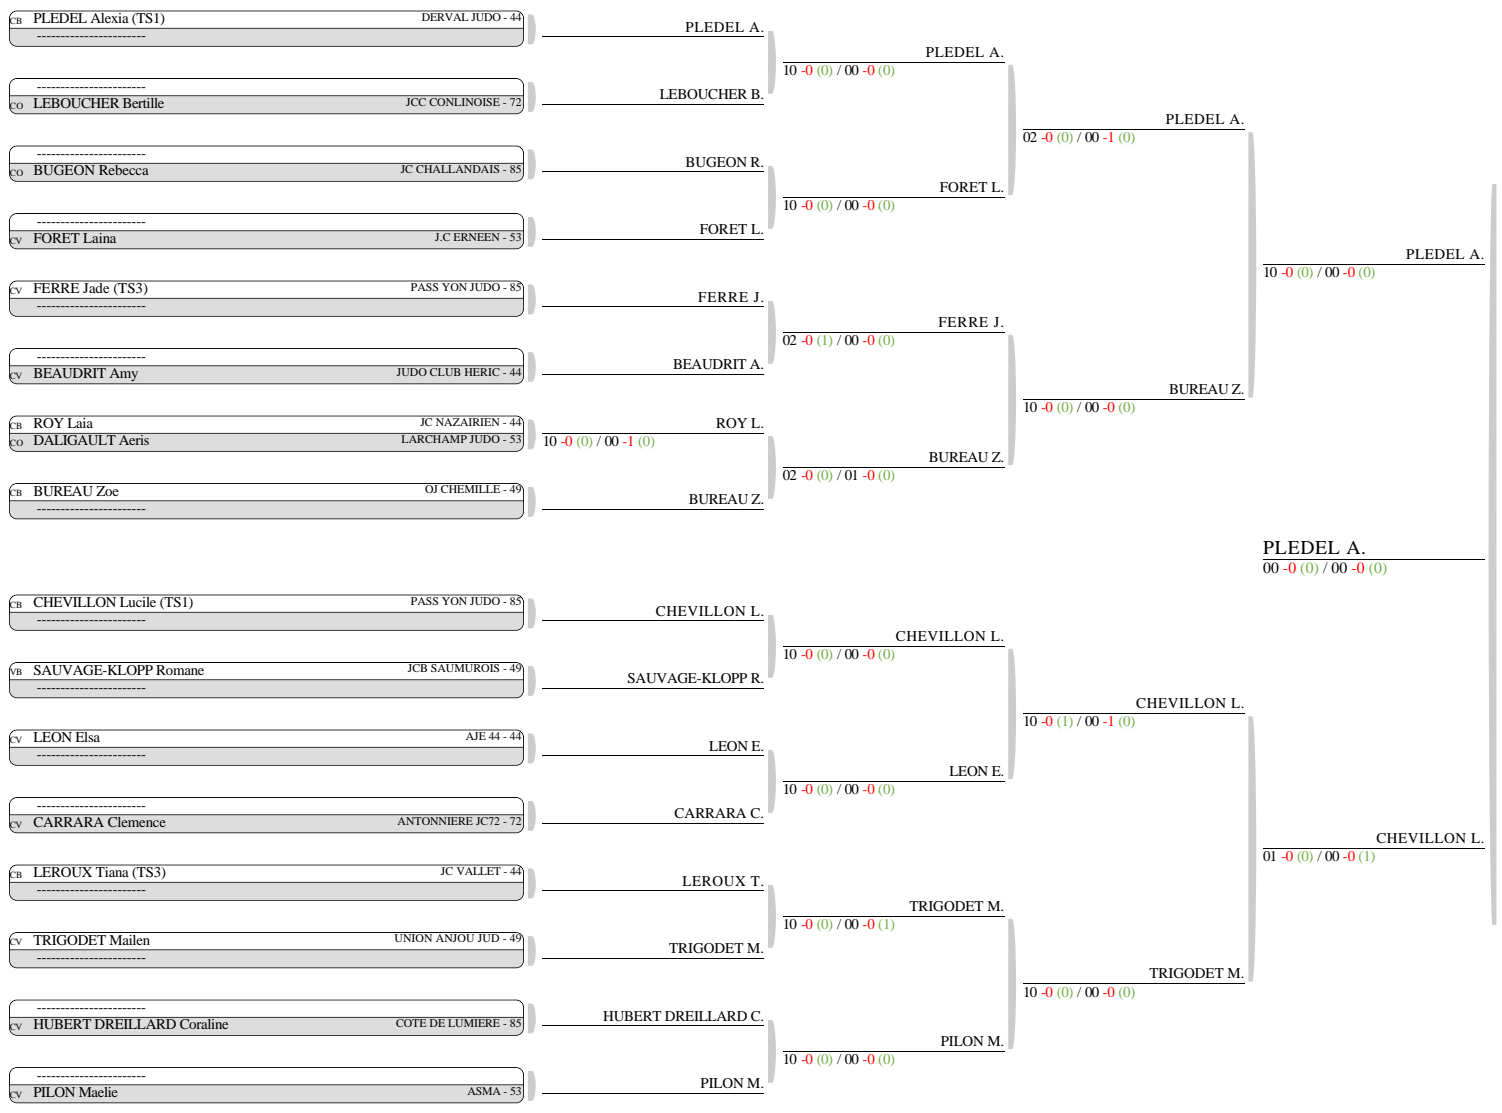 CB PLEDEL Alexia (TS1) DERVAL JUDO - 44
-----------------------
PLEDEL A.
PLEDEL A.
10 -0 (0) / 00 -0 (0)
-----------------------
CO LEBOUCHER Bertille JCC CONLINOISE - 72
LEBOUCHER B.
PLEDEL A.
02 -0 (0) / 00 -1 (0)
-----------------------
CO BUGEON Rebecca JC CHALLANDAIS - 85
BUGEON R.
FORET L.
10 -0 (0) / 00 -0 (0)
-----------------------
CV FORET Laina J.C ERNEEN - 53
FORET L.
PLEDEL A.
10 -0 (0) / 00 -0 (0)
CV FERRE Jade (TS3) PASS YON JUDO - 85
-----------------------
FERRE J.
FERRE J.
02 -0 (1) / 00 -0 (0)
-----------------------
CV BEAUDRIT Amy JUDO CLUB HERIC - 44
BEAUDRIT A.
BUREAU Z.
10 -0 (0) / 00 -0 (0)
CB ROY Laia JC NAZAIRIEN - 44
CO DALIGAULT Aeris LARCHAMP JUDO - 53
ROY L.
10 -0 (0) / 00 -1 (0)
BUREAU Z.
02 -0 (0) / 01 -0 (0)
CB BUREAU Zoe OJ CHEMILLE - 49
-----------------------
BUREAU Z.
PLEDEL A.
00 -0 (0) / 00 -0 (0)
CB CHEVILLON Lucile (TS1) PASS YON JUDO - 85
-----------------------
CHEVILLON L.
CHEVILLON L.
10 -0 (0) / 00 -0 (0)
VB SAUVAGE-KLOPP Romane JCB SAUMUROIS - 49
-----------------------
SAUVAGE-KLOPP R.
CHEVILLON L.
10 -0 (1) / 00 -1 (0)
CV LEON Elsa AJE 44 - 44
-----------------------
LEON E.
LEON E.
10 -0 (0) / 00 -0 (0)
-----------------------
CV CARRARA Clemence ANTONNIERE JC72 - 72
CARRARA C.
CHEVILLON L.
01 -0 (0) / 00 -0 (1)
CB LEROUX Tiana (TS3) JC VALLET - 44
-----------------------
LEROUX T.
TRIGODET M.
10 -0 (0) / 00 -0 (1)
CV TRIGODET Mailen UNION ANJOU JUD - 49
-----------------------
TRIGODET M.
TRIGODET M.
10 -0 (0) / 00 -0 (0)
-----------------------
CV HUBERT DREILLARD Coraline COTE DE LUMIERE - 85
HUBERT DREILLARD C.
PILON M.
10 -0 (0) / 00 -0 (0)
-----------------------
CV PILON Maelie ASMA - 53
PILON M.